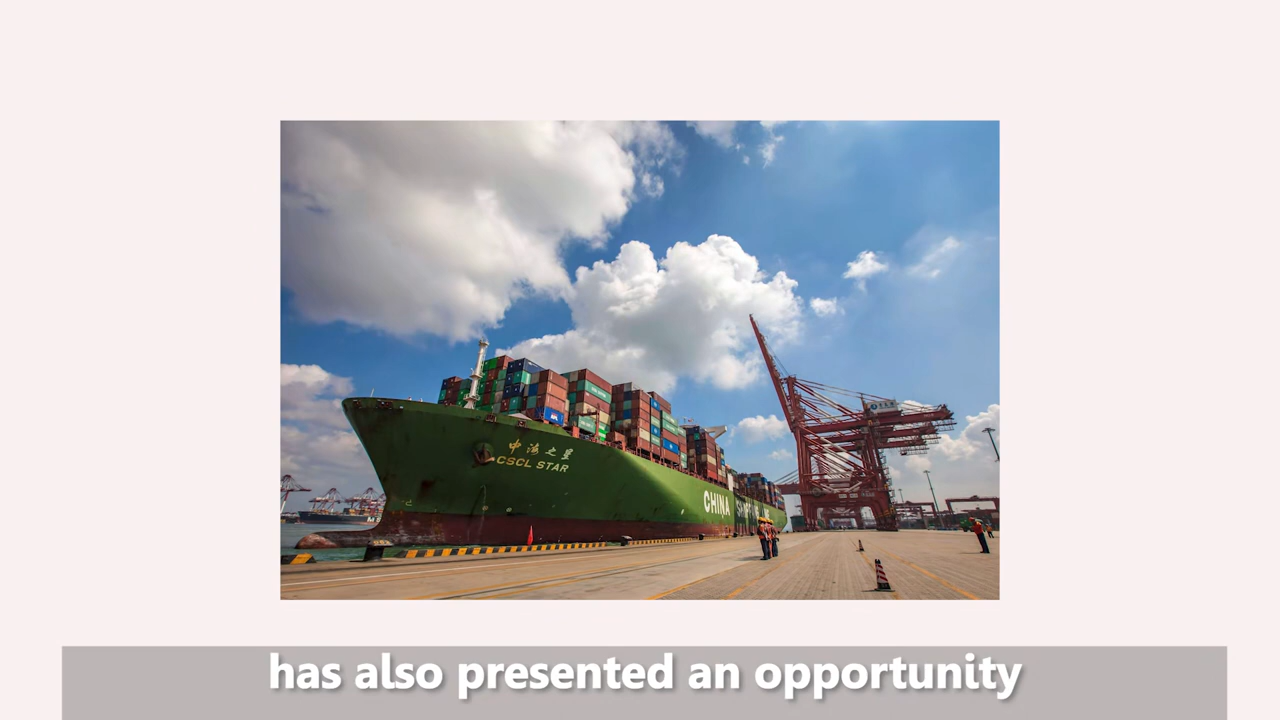 中海之星
CSCL STAR
CHINA
has also presented an opportunity